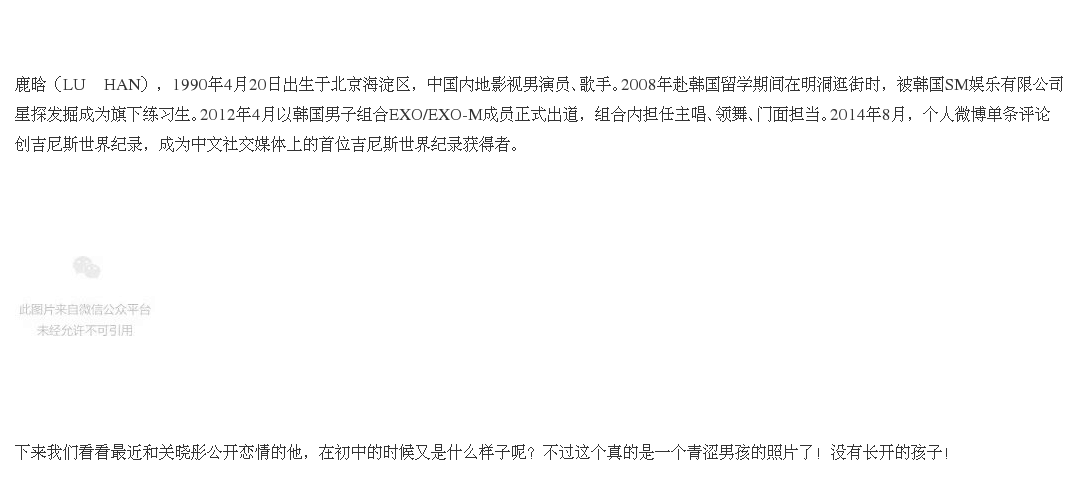 鹿晗（LU　HAN），1990年4月20日出生于北京海淀区，中国内地影视男演员、歌手。2008年赴韩国留学期间在明洞逛街时，被韩国SM娱乐有限公司
星探发掘成为旗下练习生。2012年4月以韩国男子组合EXO/EXO-M成员正式出道，组合内担任主唱、领舞、门面担当。2014年8月，个人微博单条评论
创吉尼斯世界纪录，成为中文社交媒体上的首位吉尼斯世界纪录获得者。
此图片来自微信公众平台
未经允许不可引用
下来我们看看最近和关晓彤公开恋情的他，在初中的时候又是什么样子呢？不过这个真的是一个青涩男孩的照片了！没有长开的孩子！